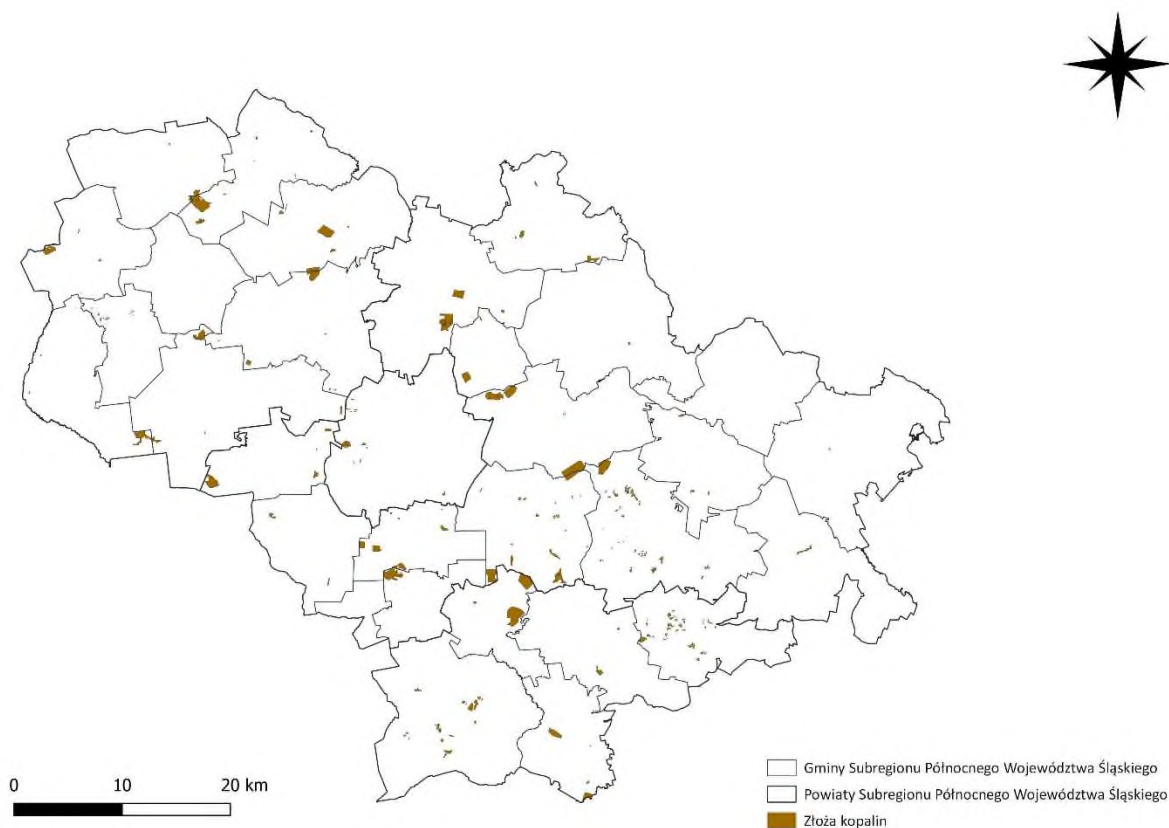 0 10 20 km
Gminy Subregionu Północnego Województwa Śląskiego
Powiaty Subregionu Północnego Województwa Śląskiego
Złoża kopalin